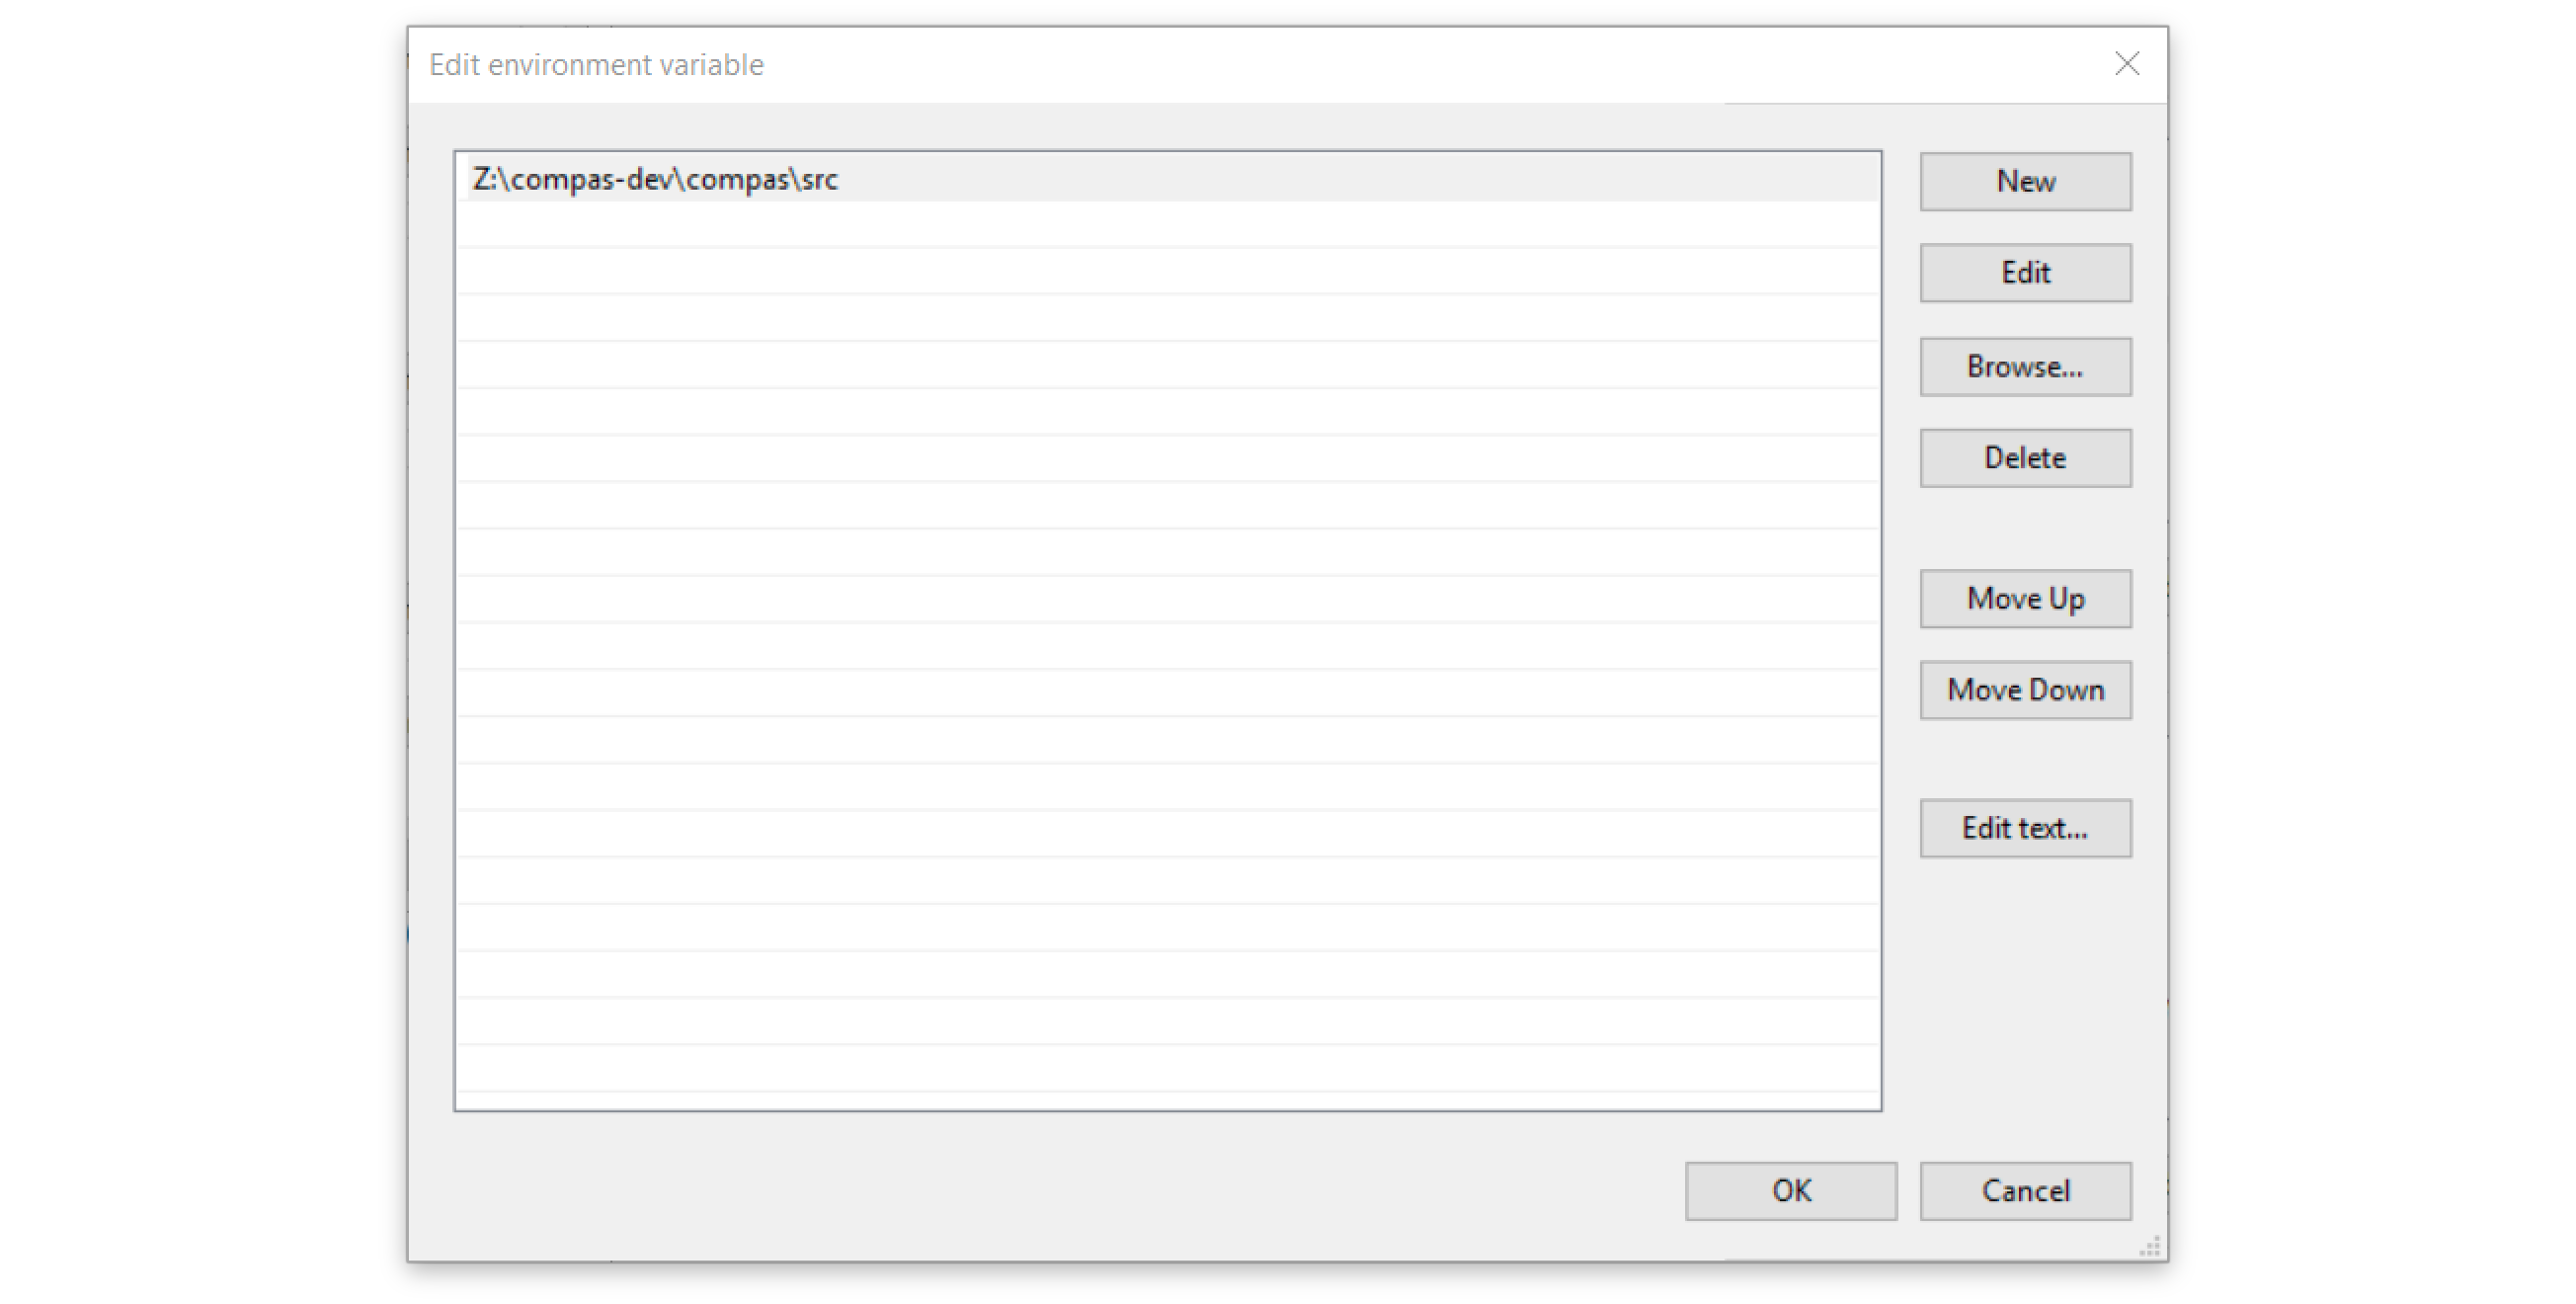 Edit environment variable
Z:\compas-dev\compas\src
New
Edit
Browse...
Delete
Move Up
Move Down
Edit text...
OK
Cancel